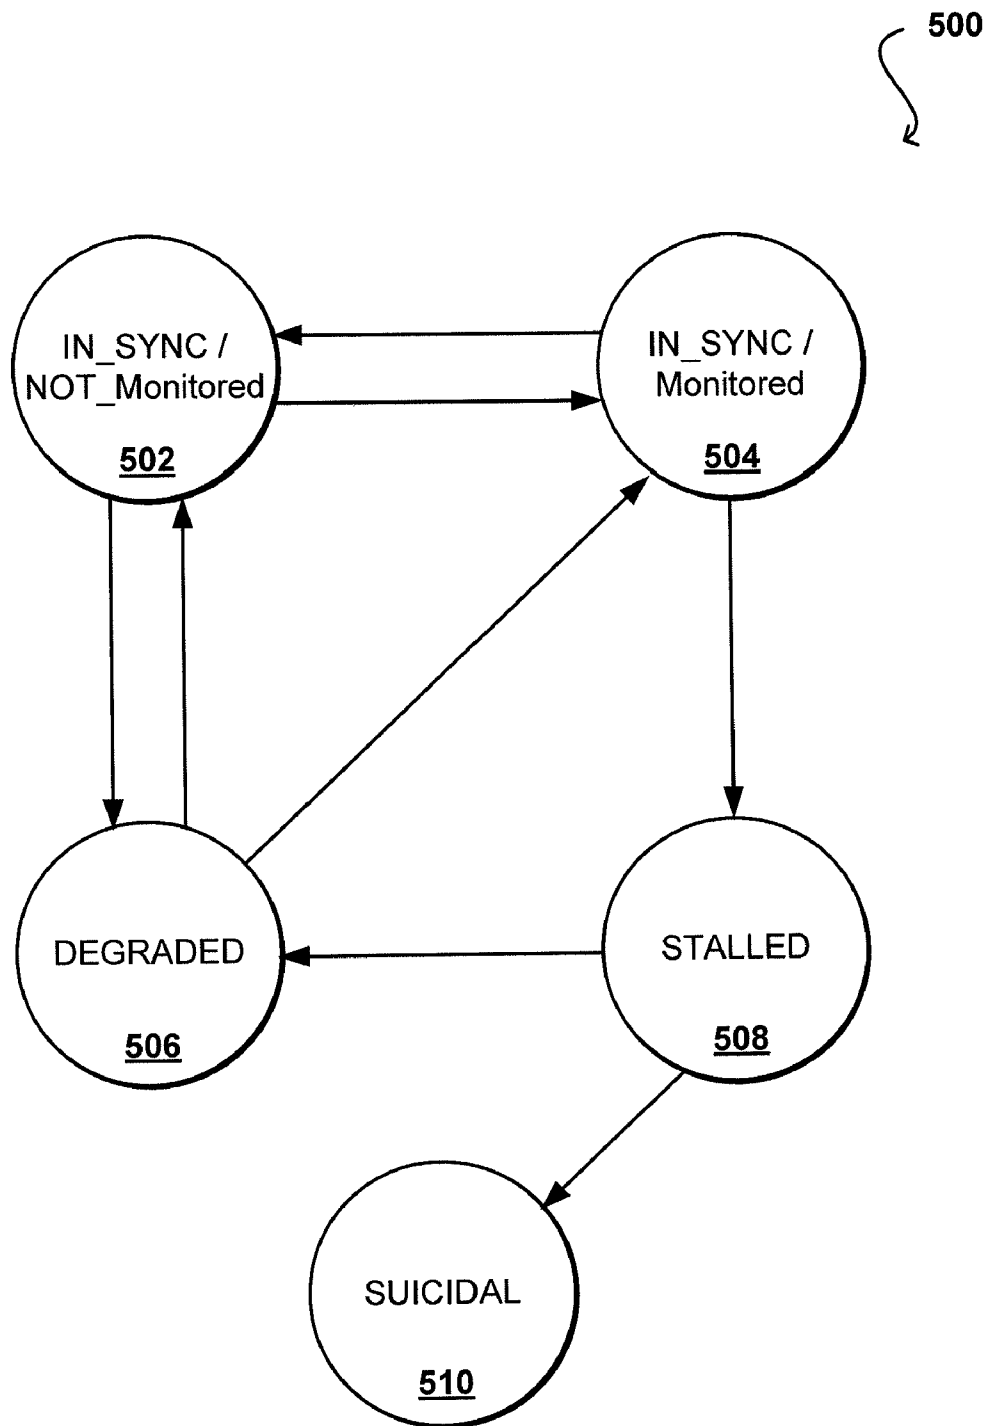 500
IN_SYNC /
NOT_Monitored
502
IN_SYNC /
Monitored
504
DEGRADED
506
STALLED
508
SUICIDAL
510